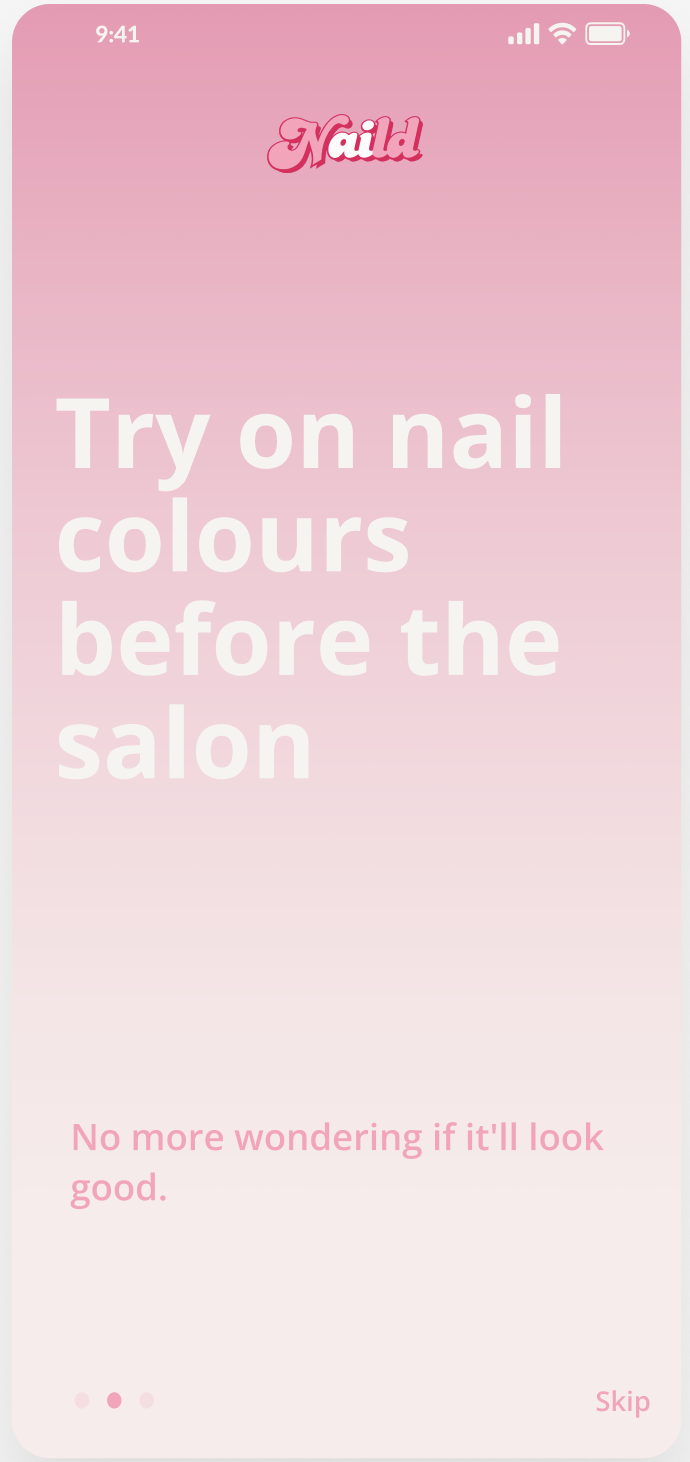 9:41
Naild
Try on nail
colours
before the
salon
No more wondering if it'll look
good.
Skip